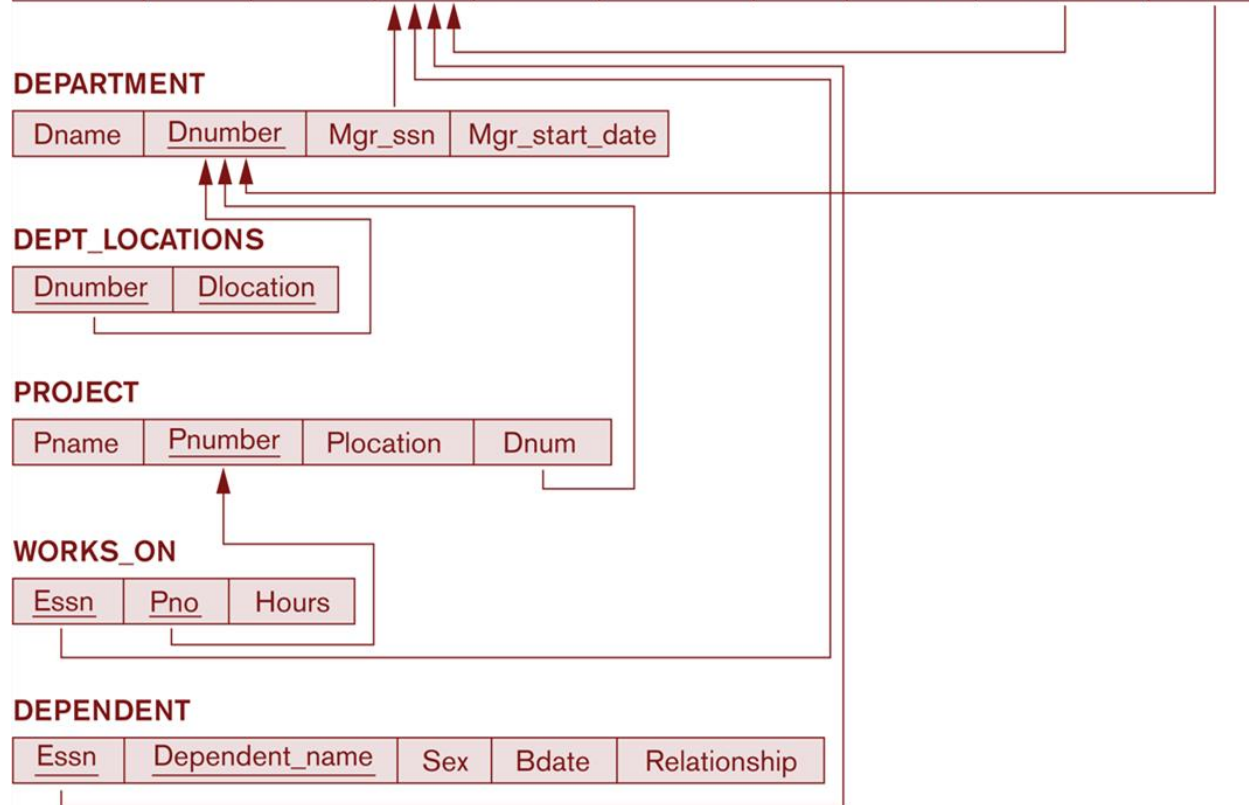 DEPARTMENT
Dname Dnumber Mgr_ssn Mgr_start_date
DEPT_LOCATIONS
Dnumber Dlocation
PROJECT
Pname Pnumber Plocation Dnum
WORKS_ON
Essn Pno Hours
DEPENDENT
Essn Dependent_name Sex Bdate Relationship